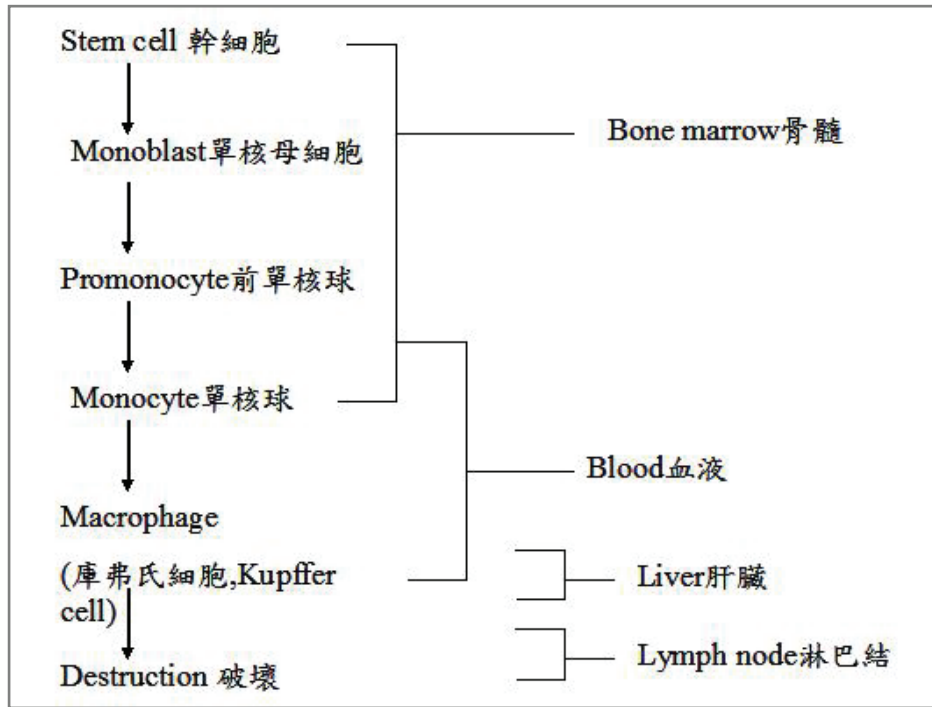 Stem cell 幹細胞
Bone marrow骨髓
Monoblast單核母細胞
Promonocyte前單核球
Monocyte單核球
Blood血液
Macrophage
(庫弗氏細胞,Kupffer
cell)
Liver肝臟
Lymph node淋巴結
Destruction 破壞